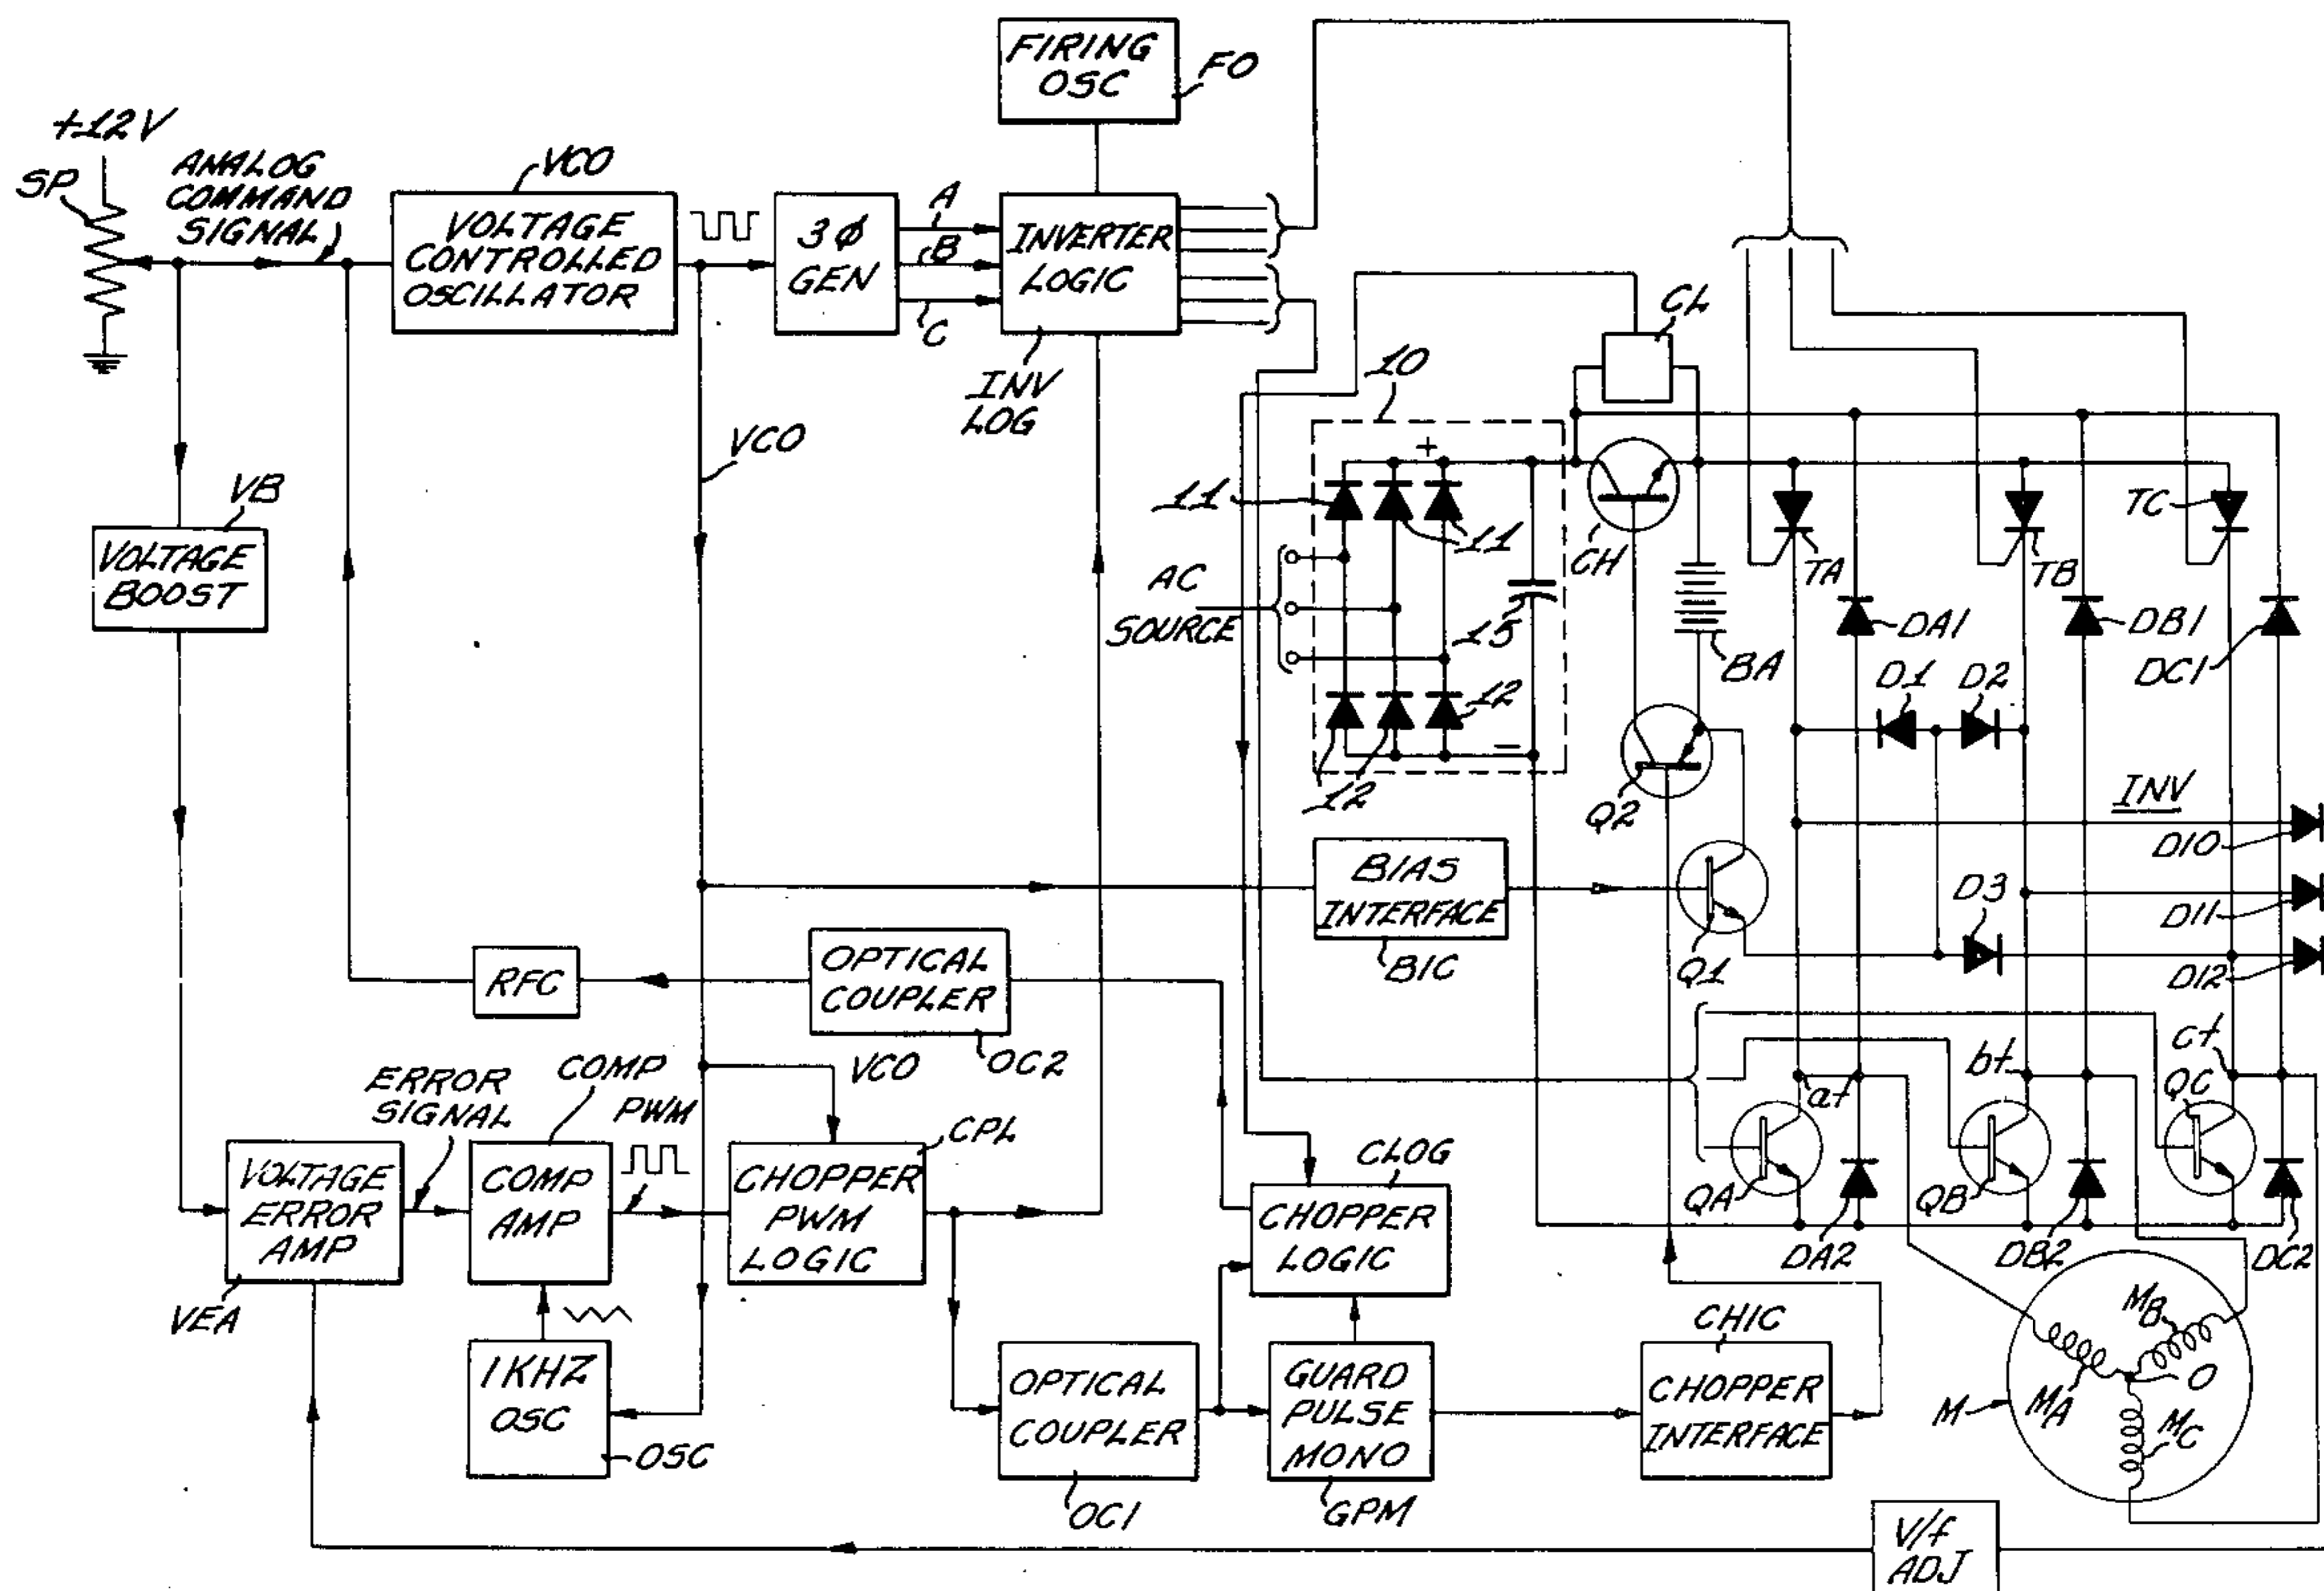 FIRING
OSC
FO
+12V
SP
ANALOG
COMMAND
SIGNAL
VCO
VOLTAGE
CONTROLLED
OSCILLATOR
3ϕ
GEN
A
B
C
INVERTER
LOGIC
INV
LOG
VCO
VB
VOLTAGE
BOOST
CL
10
+
11
11
CH
AC
SOURCE
15
BA
12
12
−
Q2
TA
TB
TC
DA1
DB1
DC1
D1
D2
INV
D10
D11
D12
D3
BIAS
INTERFACE
BIC
Q1
RFC
OPTICAL
COUPLER
OC2
VCO
ERROR
SIGNAL
COMP
PWM
CPL
VOLTAGE
ERROR
AMP
VEA
COMP
AMP
CHOPPER
PWM
LOGIC
CLOG
CHOPPER
LOGIC
at
bt
ct
QA
QB
QC
DA2
DB2
DC2
1KHZ
OSC
OSC
OPTICAL
COUPLER
OC1
GUARD
PULSE
MONO
GPM
CHIC
CHOPPER
INTERFACE
M
MA
MB
MC
O
V/f
ADJ